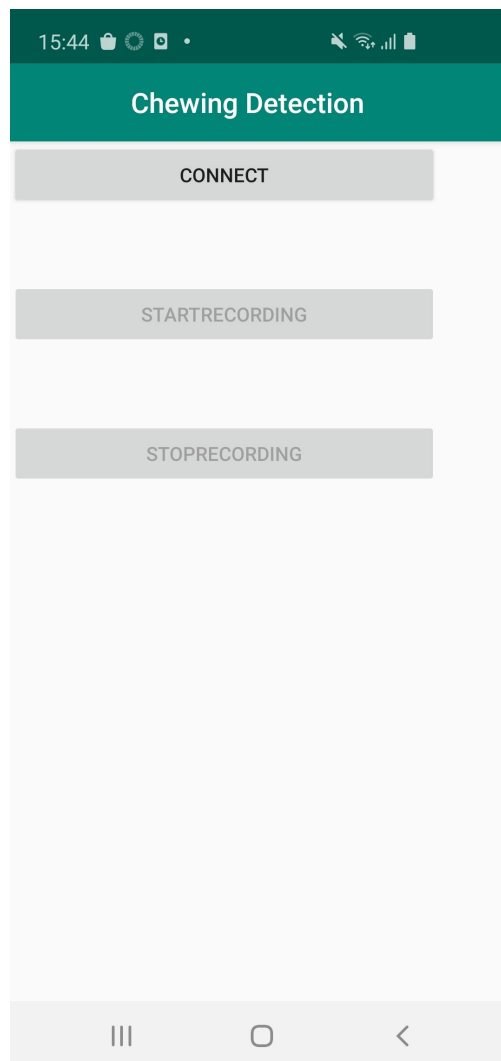 15:44
Chewing Detection
CONNECT
STARTRECORDING
STOPRECORDING